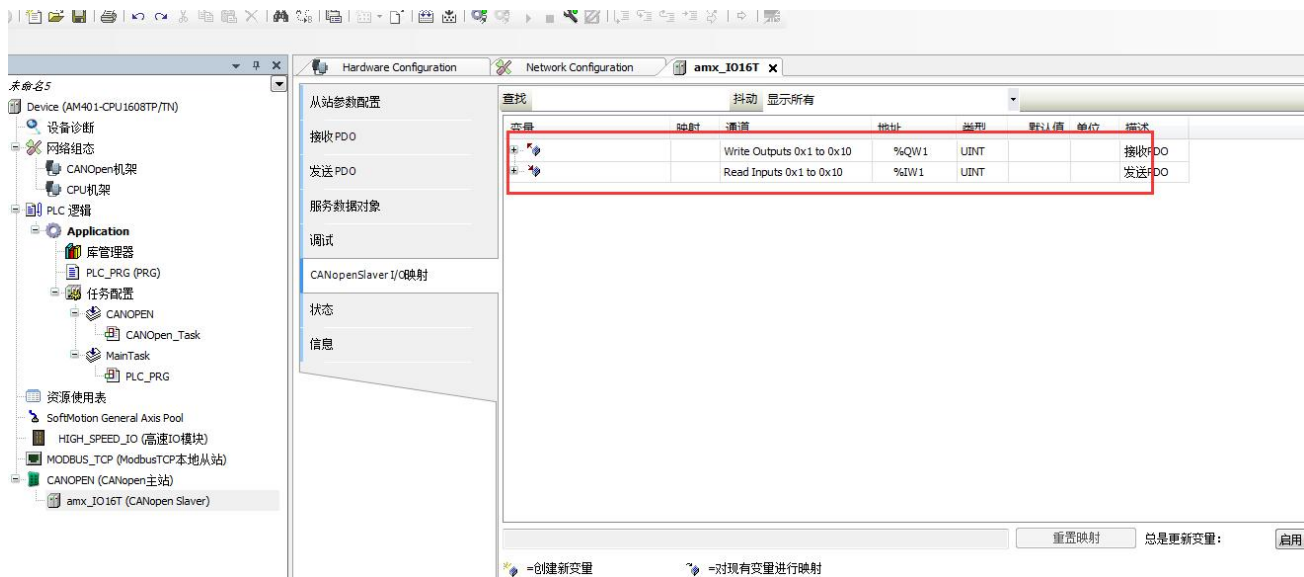 Hardware Configuration
Network Configuration
amx_IO16T
未命名5
Device (AM401-CPU1608TP/TN)
设备诊断
网络组态
CANOpen机架
CPU机架
PLC 逻辑
Application
库管理器
PLC_PRG (PRG)
任务配置
CANOPEN
CANOpen_Task
MainTask
PLC_PRG
资源使用表
SoftMotion General Axis Pool
HIGH_SPEED_IO (高速IO模块)
MODBUS_TCP (ModbusTCP本地从站)
CANOPEN (CANopen主站)
amx_IO16T (CANopen Slaver)
从站参数配置
接收PDO
发送PDO
服务数据对象
调试
CANopenSlaver I/O映射
状态
信息
查找 抖动 显示所有
变量 映射 通道 地址 类型 默认值 单位 描述
Write Outputs 0x1 to 0x10 %QW1 UINT 接收PDO
Read Inputs 0x1 to 0x10 %IW1 UINT 发送PDO
重置映射 总是更新变量: 启用
=创建新变量 =对现有变量进行映射